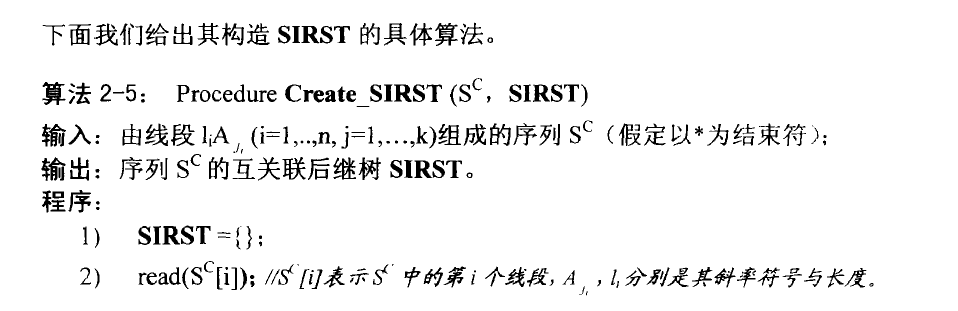 下面我们给出其构造 SIRST 的具体算法。
算法 2-5： Procedure Create_SIRST (S^C，SIRST)
输入：由线段 l_iA_{j_i} (i=1,..,n, j=1,…,k)组成的序列 S^C（假定以*为结束符）；
输出：序列 S^C 的互关联后继树 SIRST。
程序：
1) SIRST ={}；
2) read(S^C[i])；//S^C[i]表示 S^C 中的第 i 个线段，A_{j_i}，l_i 分别是其斜率符号与长度。